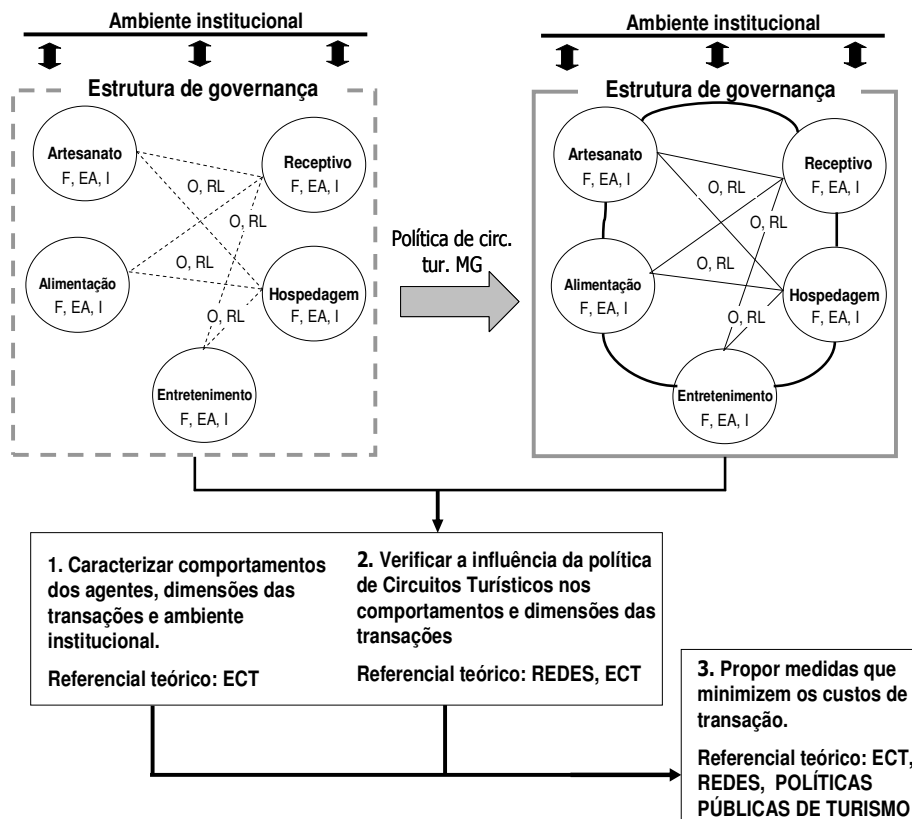 Ambiente institucional
Estrutura de governança
Artesanato
F, EA, I
Receptivo
F, EA, I
O, RL
O, RL
Alimentação
F, EA, I
O, RL
Hospedagem
F, EA, I
O, RL
Entretenimento
F, EA, I
Política de circ.
tur. MG
Ambiente institucional
Estrutura de governança
Artesanato
F, EA, I
Receptivo
F, EA, I
O, RL
O, RL
Alimentação
F, EA, I
O, RL
Hospedagem
F, EA, I
O, RL
Entretenimento
F, EA, I
1. Caracterizar comportamentos
dos agentes, dimensões das
transações e ambiente
institucional.
Referencial teórico: ECT
2. Verificar a influência da política
de Circuitos Turísticos nos
comportamentos e dimensões das
transações
Referencial teórico: REDES, ECT
3. Propor medidas que
minimizem os custos de
transação.
Referencial teórico: ECT,
REDES, POLÍTICAS
PÚBLICAS DE TURISMO